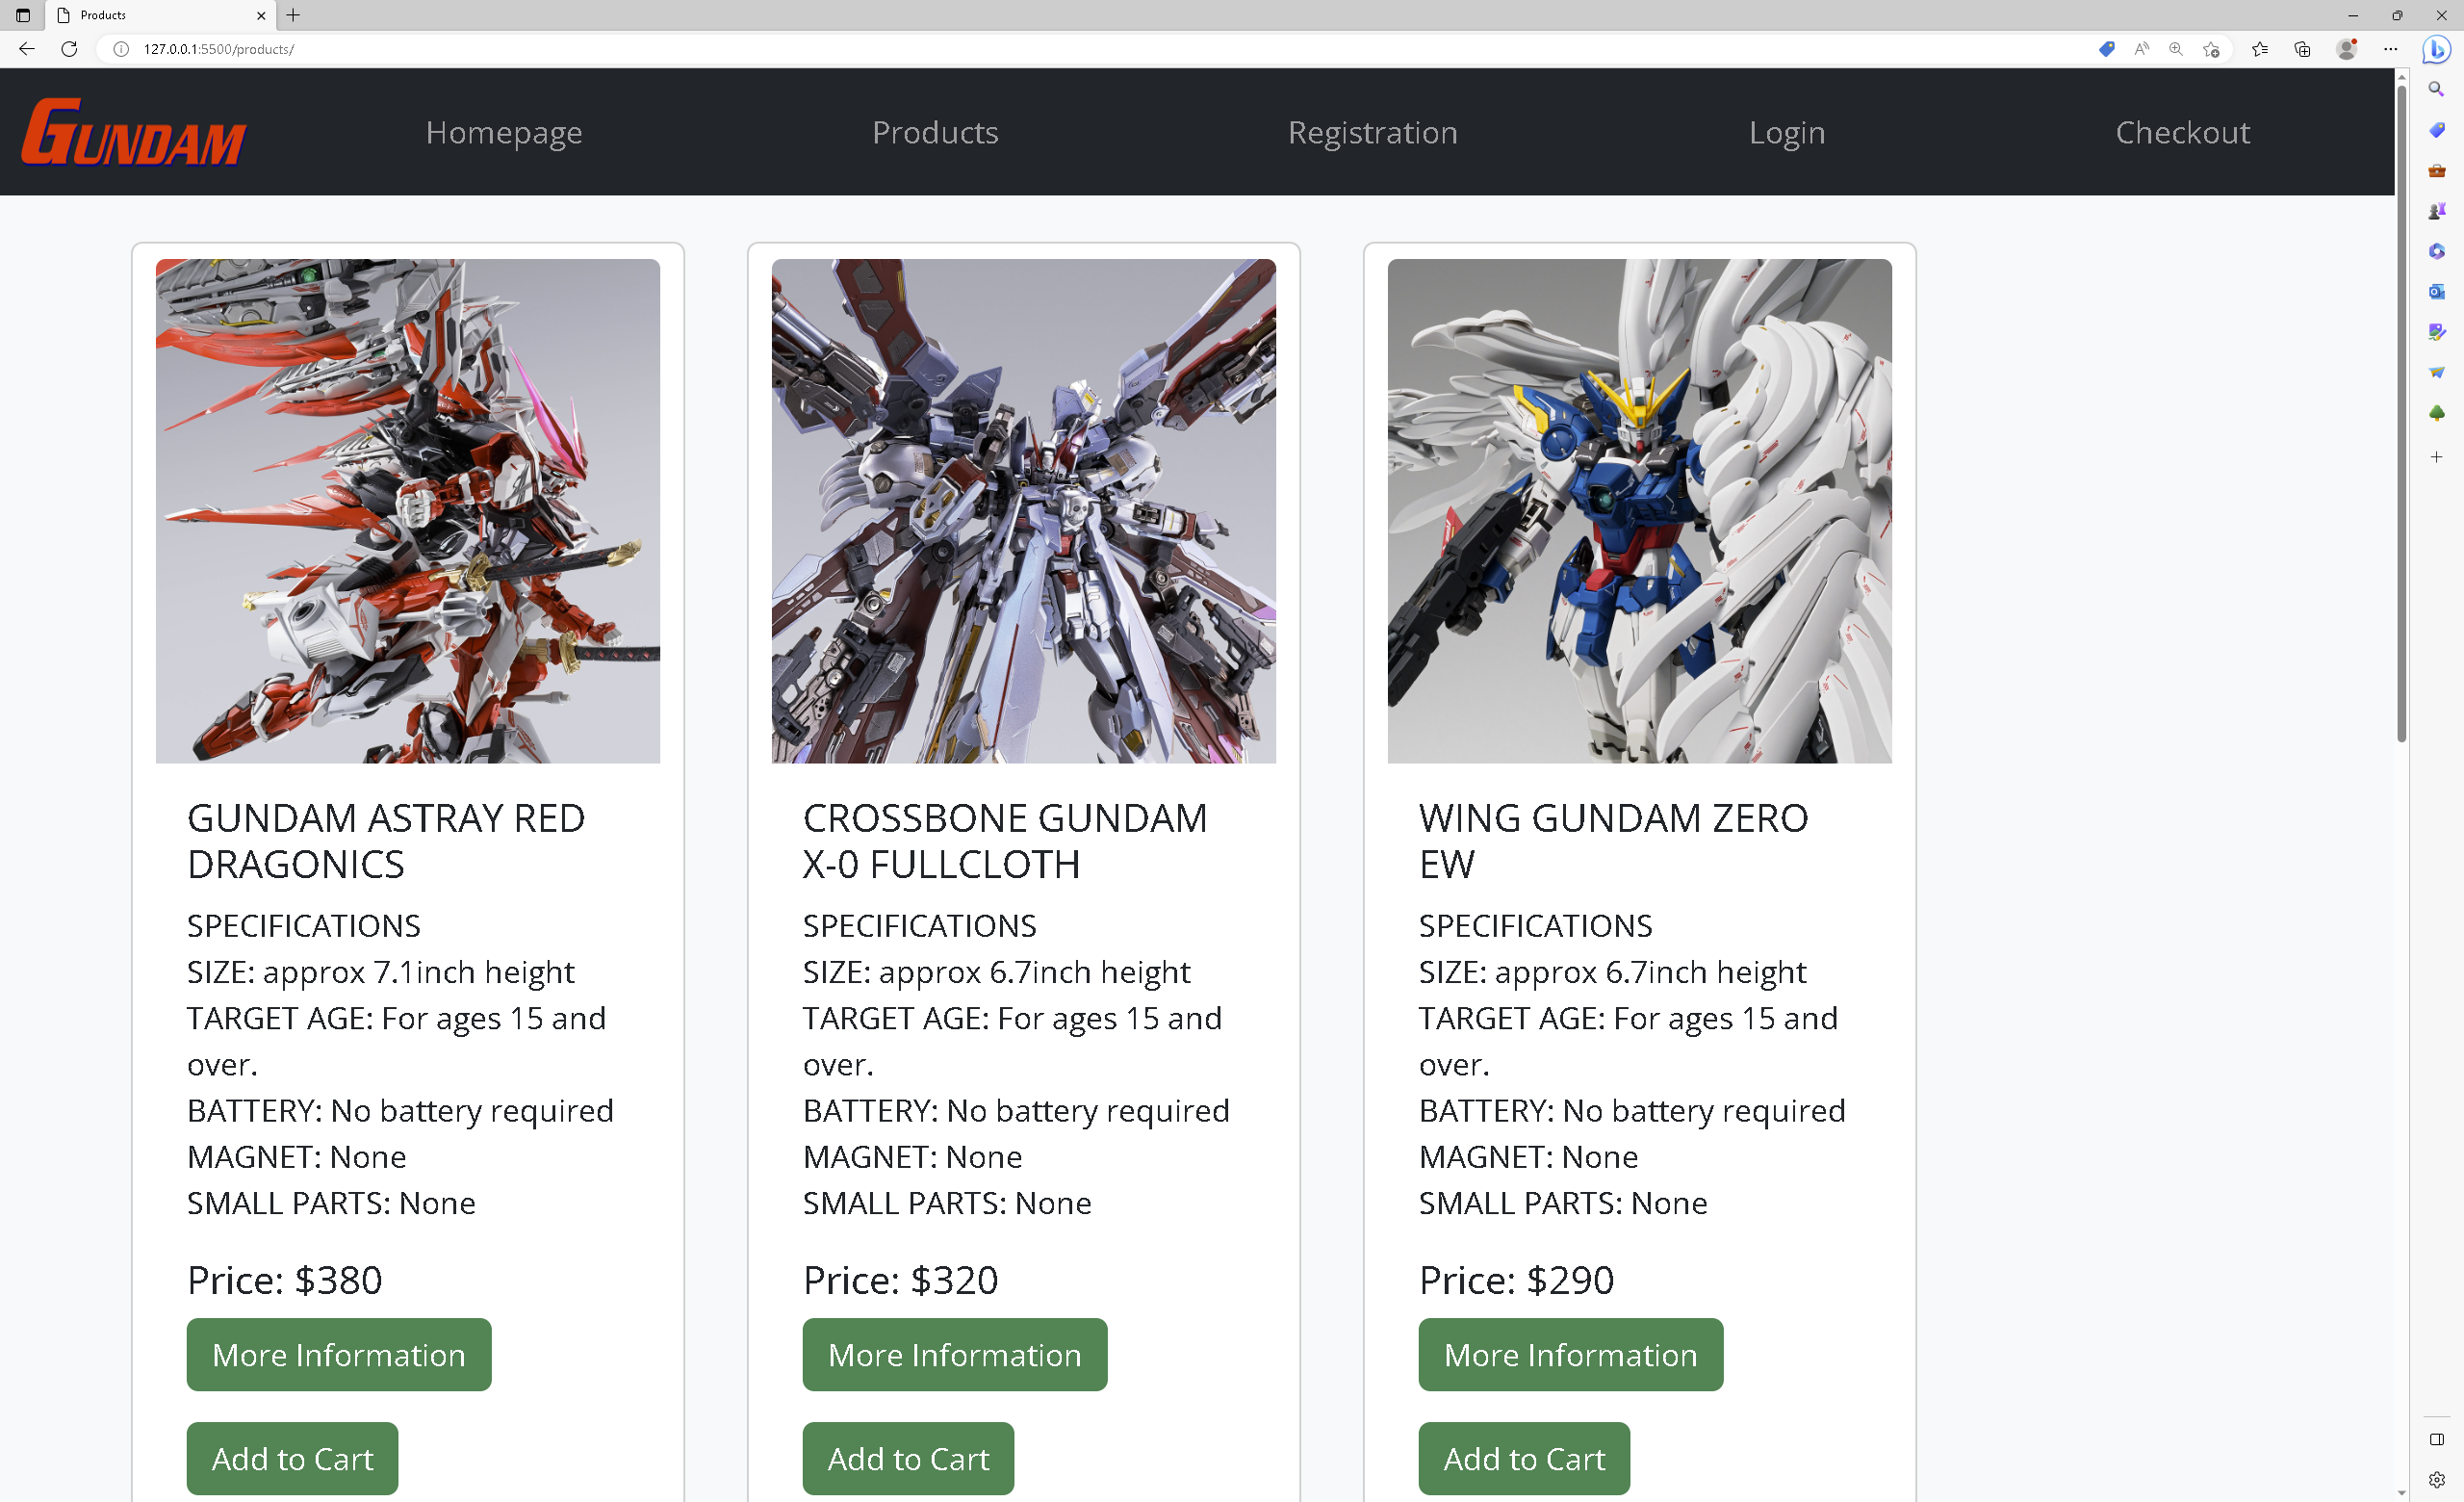 Products
127.0.0.1:5500/products/
GUNDAM
Homepage
Products
Registration
Login
Checkout
GUNDAM ASTRAY RED
DRAGONICS
SPECIFICATIONS
SIZE: approx 7.1inch height
TARGET AGE: For ages 15 and
over.
BATTERY: No battery required
MAGNET: None
SMALL PARTS: None
Price: $380
More Information
Add to Cart
CROSSBONE GUNDAM
X-0 FULLCLOTH
SPECIFICATIONS
SIZE: approx 6.7inch height
TARGET AGE: For ages 15 and
over.
BATTERY: No battery required
MAGNET: None
SMALL PARTS: None
Price: $320
More Information
Add to Cart
WING GUNDAM ZERO
EW
SPECIFICATIONS
SIZE: approx 6.7inch height
TARGET AGE: For ages 15 and
over.
BATTERY: No battery required
MAGNET: None
SMALL PARTS: None
Price: $290
More Information
Add to Cart